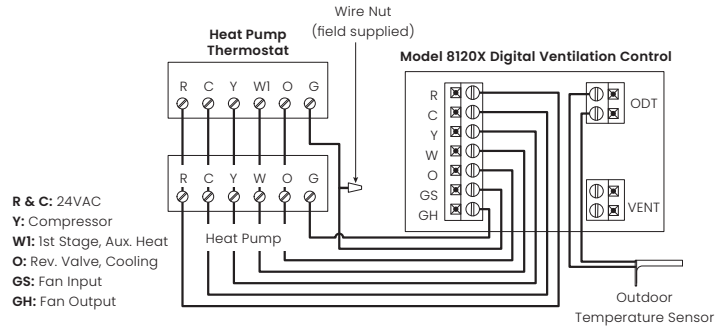 Wire Nut
(field supplied)
Heat Pump
Thermostat
Model 8120X Digital Ventilation Control
R C Y W1 O G
R
C
Y
W
O
GS
GH
ODT
VENT
R C Y W O G
Heat Pump
R & C: 24VAC
Y: Compressor
W1: 1st Stage, Aux. Heat
O: Rev. Valve, Cooling
GS: Fan Input
GH: Fan Output
Outdoor
Temperature Sensor